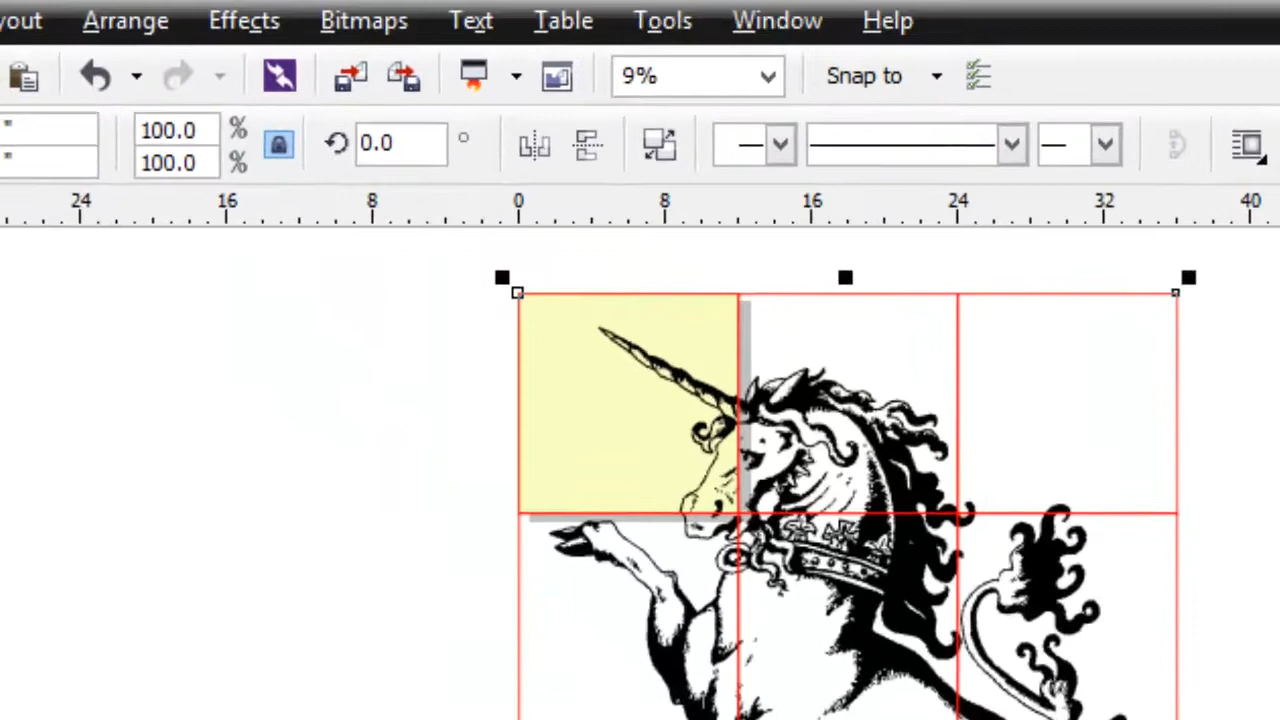 yout Arrange Effects Bitmaps Text Table Tools Window Help
9% Snap to
" 100.0 %
" 100.0 % 0.0 °
24 16 8 0 8 16 24 32 40